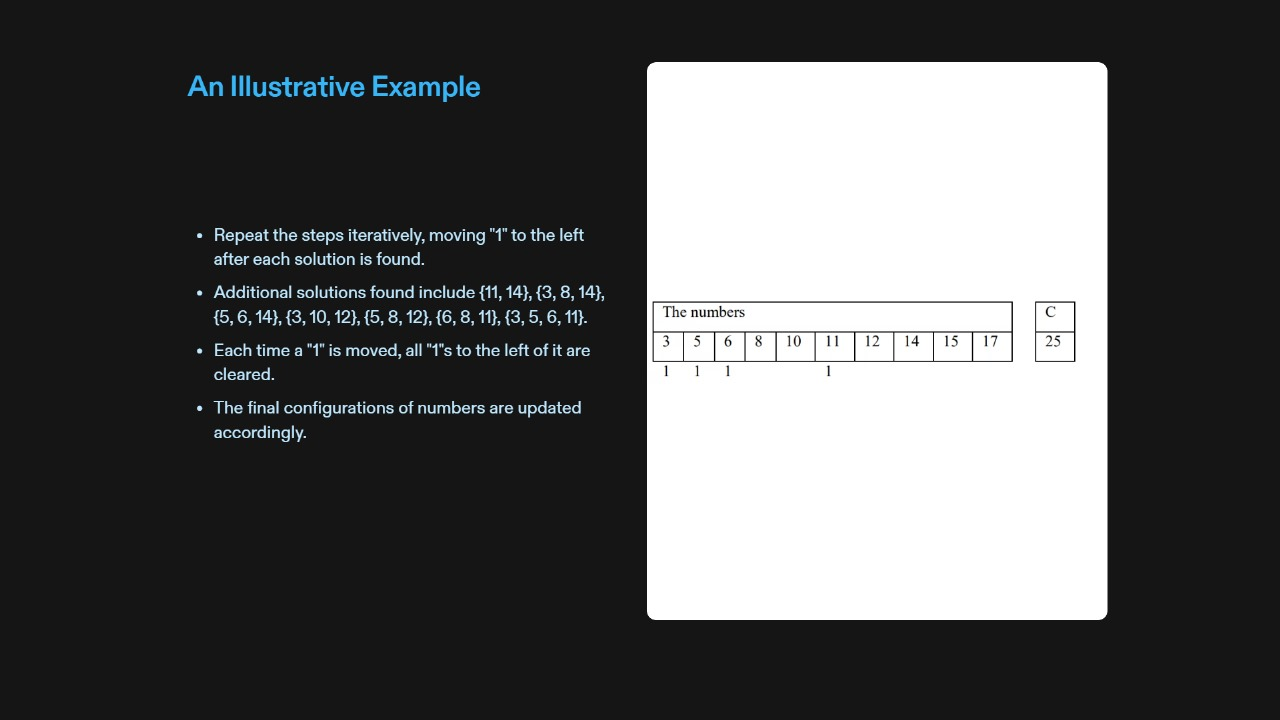 An Illustrative Example
• Repeat the steps iteratively, moving "1" to the left
after each solution is found.
• Additional solutions found include {11, 14}, {3, 8, 14},
{5, 6, 14}, {3, 10, 12}, {5, 8, 12}, {6, 8, 11}, {3, 5, 6, 11}.
• Each time a "1" is moved, all "1"s to the left of it are
cleared.
• The final configurations of numbers are updated
accordingly.
The numbers C
3 5 6 8 10 11 12 14 15 17 25
1 1 1 1